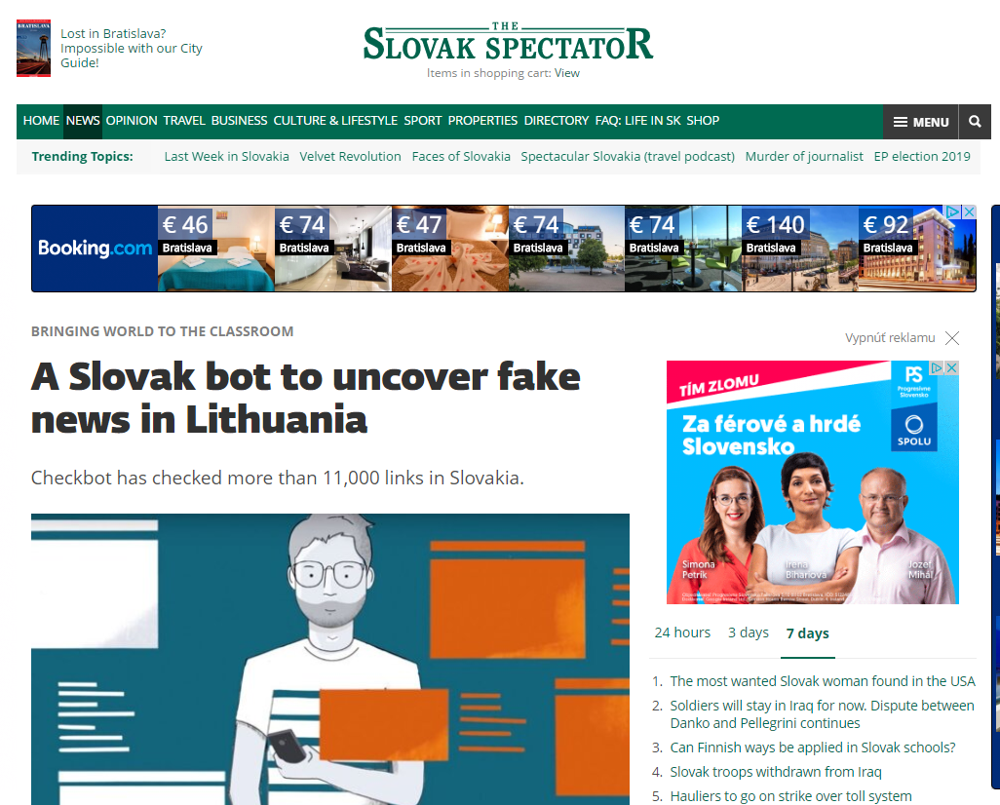 BRATISLAVA
Lost in Bratislava?
Impossible with our City
Guide!
THE
SLOVAK SPECTATOR
Items in shopping cart: View
HOME NEWS OPINION TRAVEL BUSINESS CULTURE & LIFESTYLE SPORT PROPERTIES DIRECTORY FAQ: LIFE IN SK SHOP MENU
Trending Topics: Last Week in Slovakia Velvet Revolution Faces of Slovakia Spectacular Slovakia (travel podcast) Murder of journalist EP election 2019
Booking.com
€ 46 € 74 € 47 € 74 € 74 € 140 € 92
Bratislava Bratislava Bratislava Bratislava Bratislava Bratislava Bratislava
BRINGING WORLD TO THE CLASSROOM
A Slovak bot to uncover fake
news in Lithuania
Checkbot has checked more than 11,000 links in Slovakia.
Vypnúť reklamu
TÍM ZLOMU
PS
Progresívne
Slovensko
SPOLU
Za férové a hrdé
Slovensko
Simona
Petrík
Irena
Bihariová
Jozef
Mihál
24 hours 3 days 7 days
1. The most wanted Slovak woman found in the USA
2. Soldiers will stay in Iraq for now. Dispute between
Danko and Pellegrini continues
3. Can Finnish ways be applied in Slovak schools?
4. Slovak troops withdrawn from Iraq
5. Hauliers to go on strike over toll system